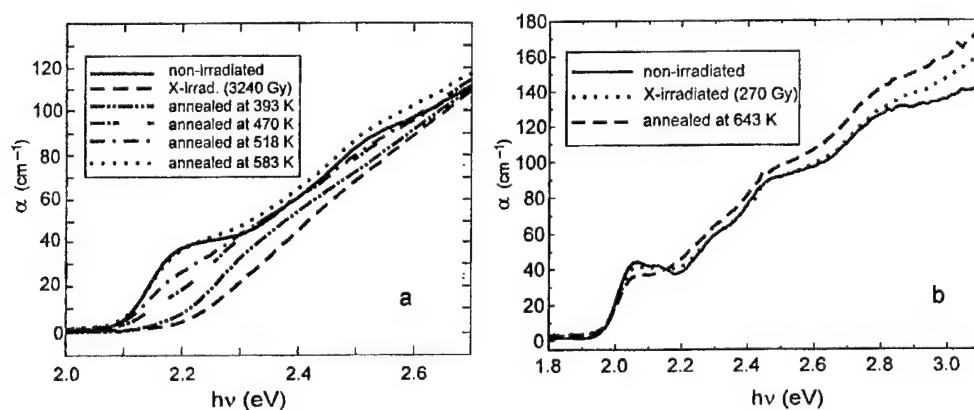 120
100
80
60
40
20
0
α (cm⁻¹)
non-irradiated
X-irrad. (3240 Gy)
annealed at 393 K
annealed at 470 K
annealed at 518 K
annealed at 583 K
a
2.0 2.2 2.4 2.6
hν (eV)
180
160
140
120
100
80
60
40
20
0
α (cm⁻¹)
non-irradiated
X-irradiated (270 Gy)
annealed at 643 K
b
1.8 2.0 2.2 2.4 2.6 2.8 3.0
hν (eV)